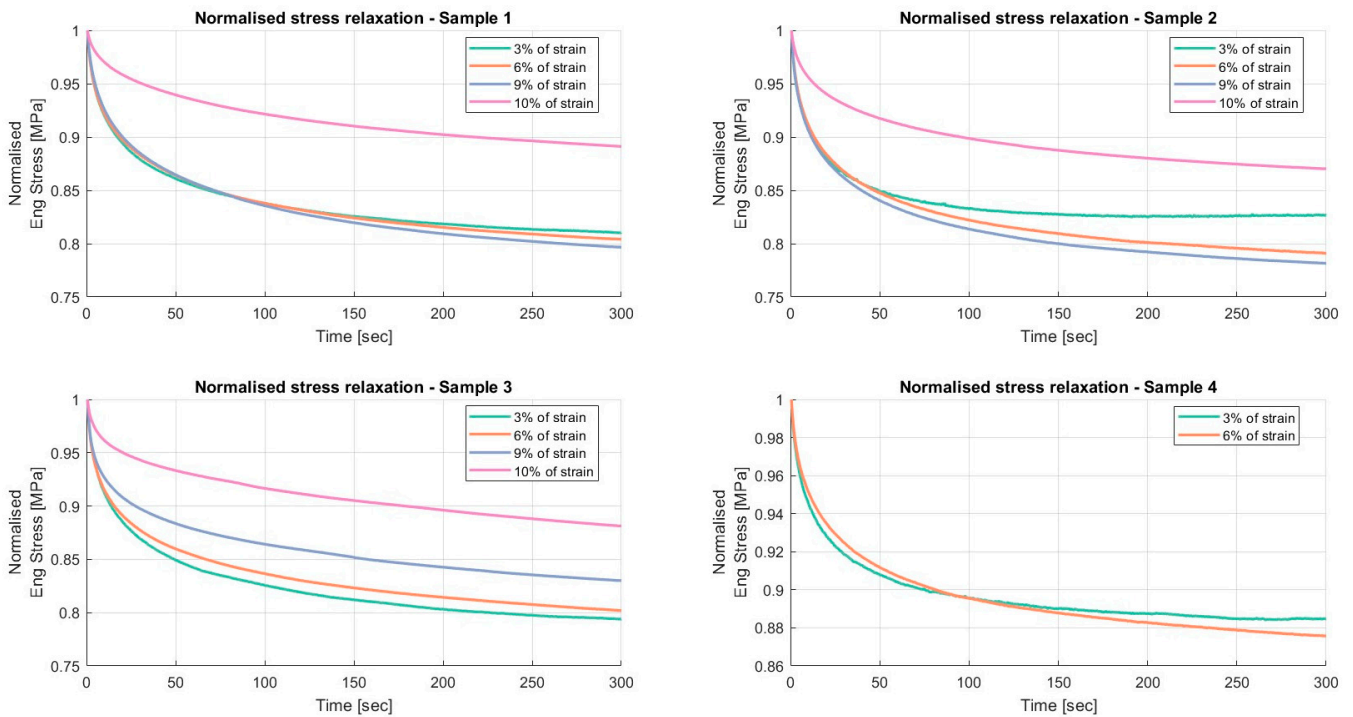 Normalised stress relaxation - Sample 1
1
0.95
0.9
0.85
0.8
0.75
Normalised
Eng Stress [MPa]
3% of strain
6% of strain
9% of strain
10% of strain
0 50 100 150 200 250 300
Time [sec]
Normalised stress relaxation - Sample 2
1
0.95
0.9
0.85
0.8
0.75
Normalised
Eng Stress [MPa]
3% of strain
6% of strain
9% of strain
10% of strain
0 50 100 150 200 250 300
Time [sec]
Normalised stress relaxation - Sample 3
1
0.95
0.9
0.85
0.8
0.75
Normalised
Eng Stress [MPa]
3% of strain
6% of strain
9% of strain
10% of strain
0 50 100 150 200 250 300
Time [sec]
Normalised stress relaxation - Sample 4
1
0.98
0.96
0.94
0.92
0.9
0.88
0.86
Normalised
Eng Stress [MPa]
3% of strain
6% of strain
0 50 100 150 200 250 300
Time [sec]